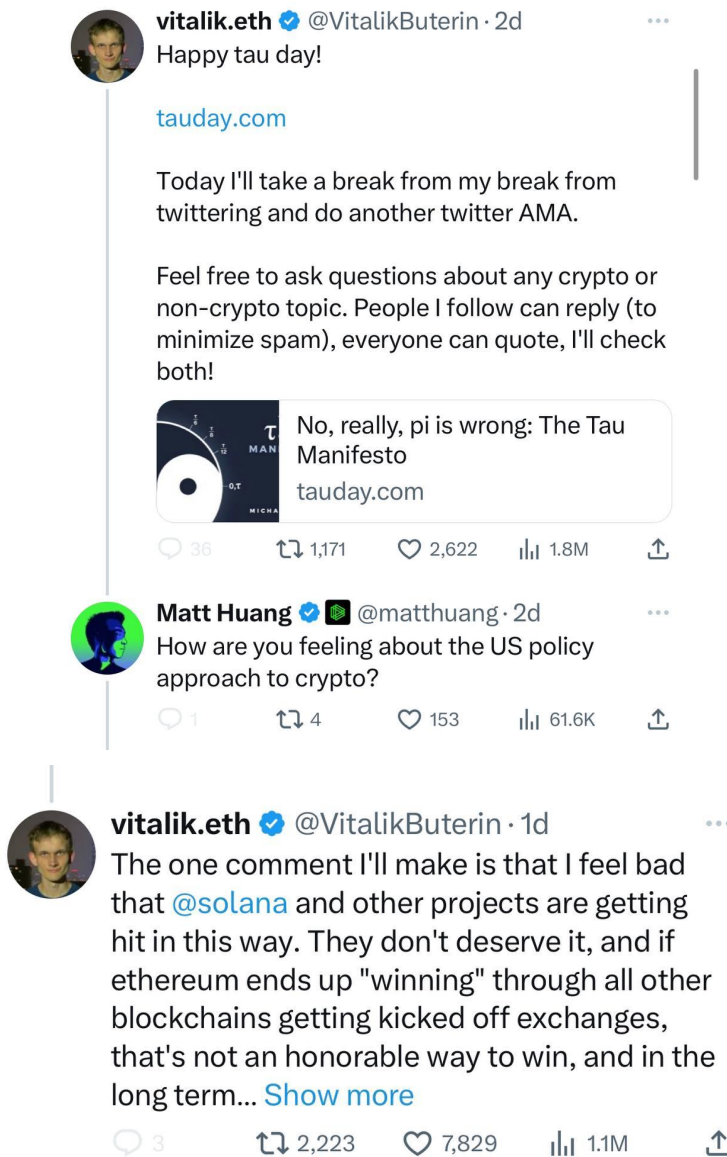 vitalik.eth @VitalikButerin · 2d
Happy tau day!
tauday.com
Today I'll take a break from my break from
twittering and do another twitter AMA.
Feel free to ask questions about any crypto or
non-crypto topic. People I follow can reply (to
minimize spam), everyone can quote, I'll check
both!
τ
MAN
0,τ
MICHA
No, really, pi is wrong: The Tau
Manifesto
tauday.com
36 1,171 2,622 1.8M
Matt Huang @matthuang · 2d
How are you feeling about the US policy
approach to crypto?
1 4 153 61.6K
vitalik.eth @VitalikButerin · 1d
The one comment I'll make is that I feel bad
that @solana and other projects are getting
hit in this way. They don't deserve it, and if
ethereum ends up "winning" through all other
blockchains getting kicked off exchanges,
that's not an honorable way to win, and in the
long term... Show more
3 2,223 7,829 1.1M